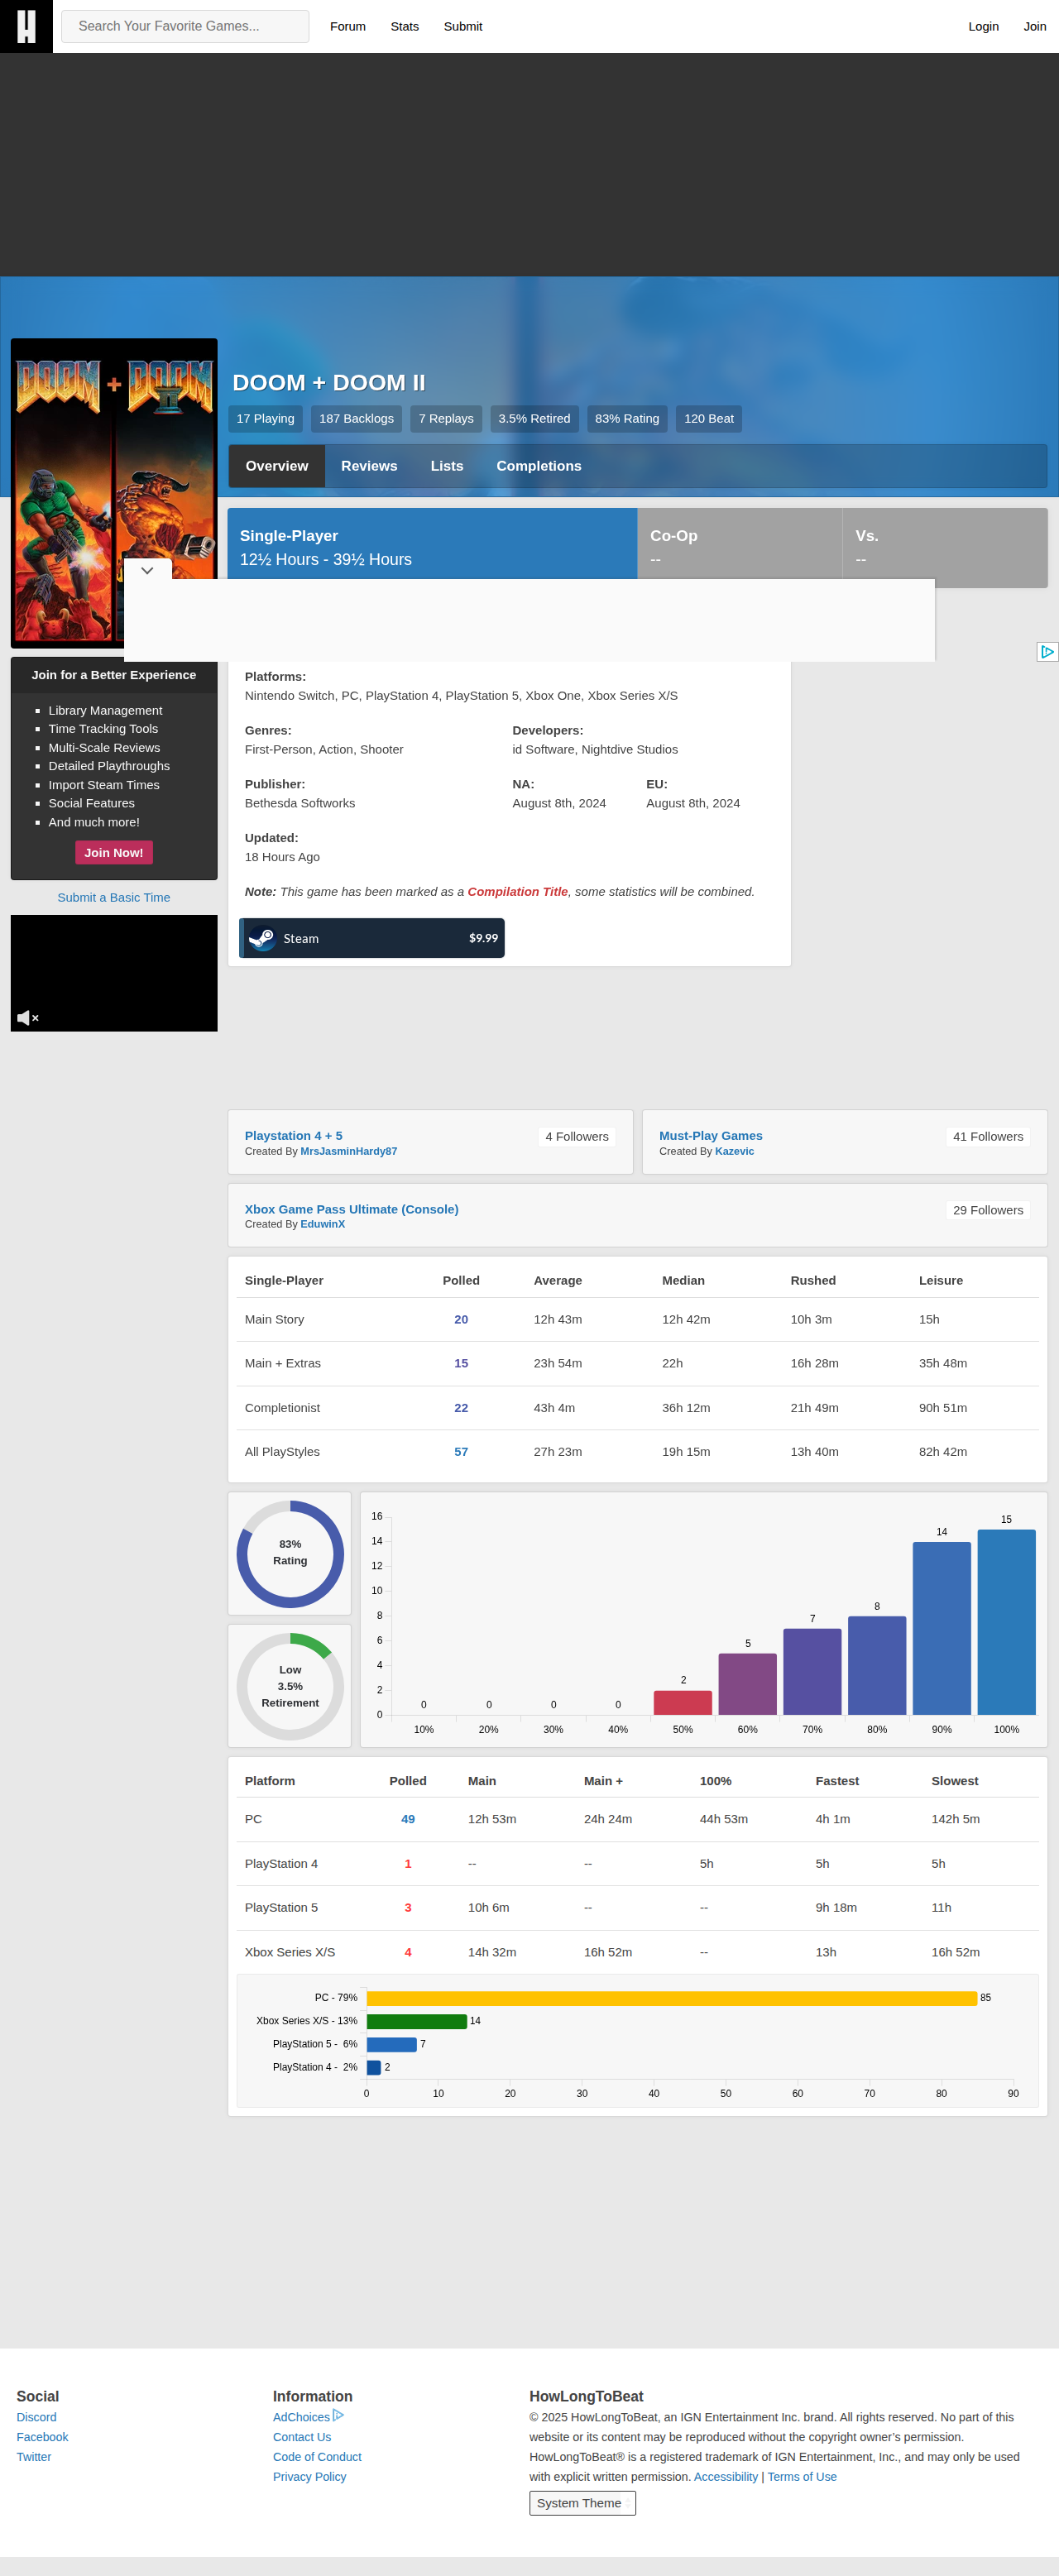 Search Your Favorite Games...
Forum
Stats
Submit
Login
Join
DOOM + DOOM II
DOOM + DOOM II
17 Playing
187 Backlogs
7 Replays
3.5% Retired
83% Rating
120 Beat
Overview
Reviews
Lists
Completions
Single-Player
12½ Hours - 39½ Hours
Co-Op
--
Vs.
--
Join for a Better Experience
Library Management
Time Tracking Tools
Multi-Scale Reviews
Detailed Playthroughs
Import Steam Times
Social Features
And much more!
Join Now!
Submit a Basic Time
Platforms:
Nintendo Switch, PC, PlayStation 4, PlayStation 5, Xbox One, Xbox Series X/S
Genres:
First-Person, Action, Shooter
Developers:
id Software, Nightdive Studios
Publisher:
Bethesda Softworks
NA:
August 8th, 2024
EU:
August 8th, 2024
Updated:
18 Hours Ago
Note: This game has been marked as a Compilation Title, some statistics will be combined.
Steam $9.99
Playstation 4 + 5
Created By MrsJasminHardy87
4 Followers
Must-Play Games
Created By Kazevic
41 Followers
Xbox Game Pass Ultimate (Console)
Created By EduwinX
29 Followers
Single-Player Polled Average Median Rushed Leisure
Main Story 20 12h 43m 12h 42m 10h 3m 15h
Main + Extras 15 23h 54m 22h 16h 28m 35h 48m
Completionist 22 43h 4m 36h 12m 21h 49m 90h 51m
All PlayStyles 57 27h 23m 19h 15m 13h 40m 82h 42m
83%
Rating
Low
3.5%
Retirement
16
14
12
10
8
6
4
2
0
0 0 0 0 2 5 7 8 14 15
10% 20% 30% 40% 50% 60% 70% 80% 90% 100%
Platform Polled Main Main + 100% Fastest Slowest
PC 49 12h 53m 24h 24m 44h 53m 4h 1m 142h 5m
PlayStation 4 1 -- -- 5h 5h 5h
PlayStation 5 3 10h 6m -- -- 9h 18m 11h
Xbox Series X/S 4 14h 32m 16h 52m -- 13h 16h 52m
PC - 79% 85
Xbox Series X/S - 13% 14
PlayStation 5 - 6% 7
PlayStation 4 - 2% 2
0 10 20 30 40 50 60 70 80 90
Social
Discord
Facebook
Twitter
Information
AdChoices
Contact Us
Code of Conduct
Privacy Policy
HowLongToBeat
© 2025 HowLongToBeat, an IGN Entertainment Inc. brand. All rights reserved. No part of this
website or its content may be reproduced without the copyright owner’s permission.
HowLongToBeat® is a registered trademark of IGN Entertainment, Inc., and may only be used
with explicit written permission. Accessibility | Terms of Use
System Theme